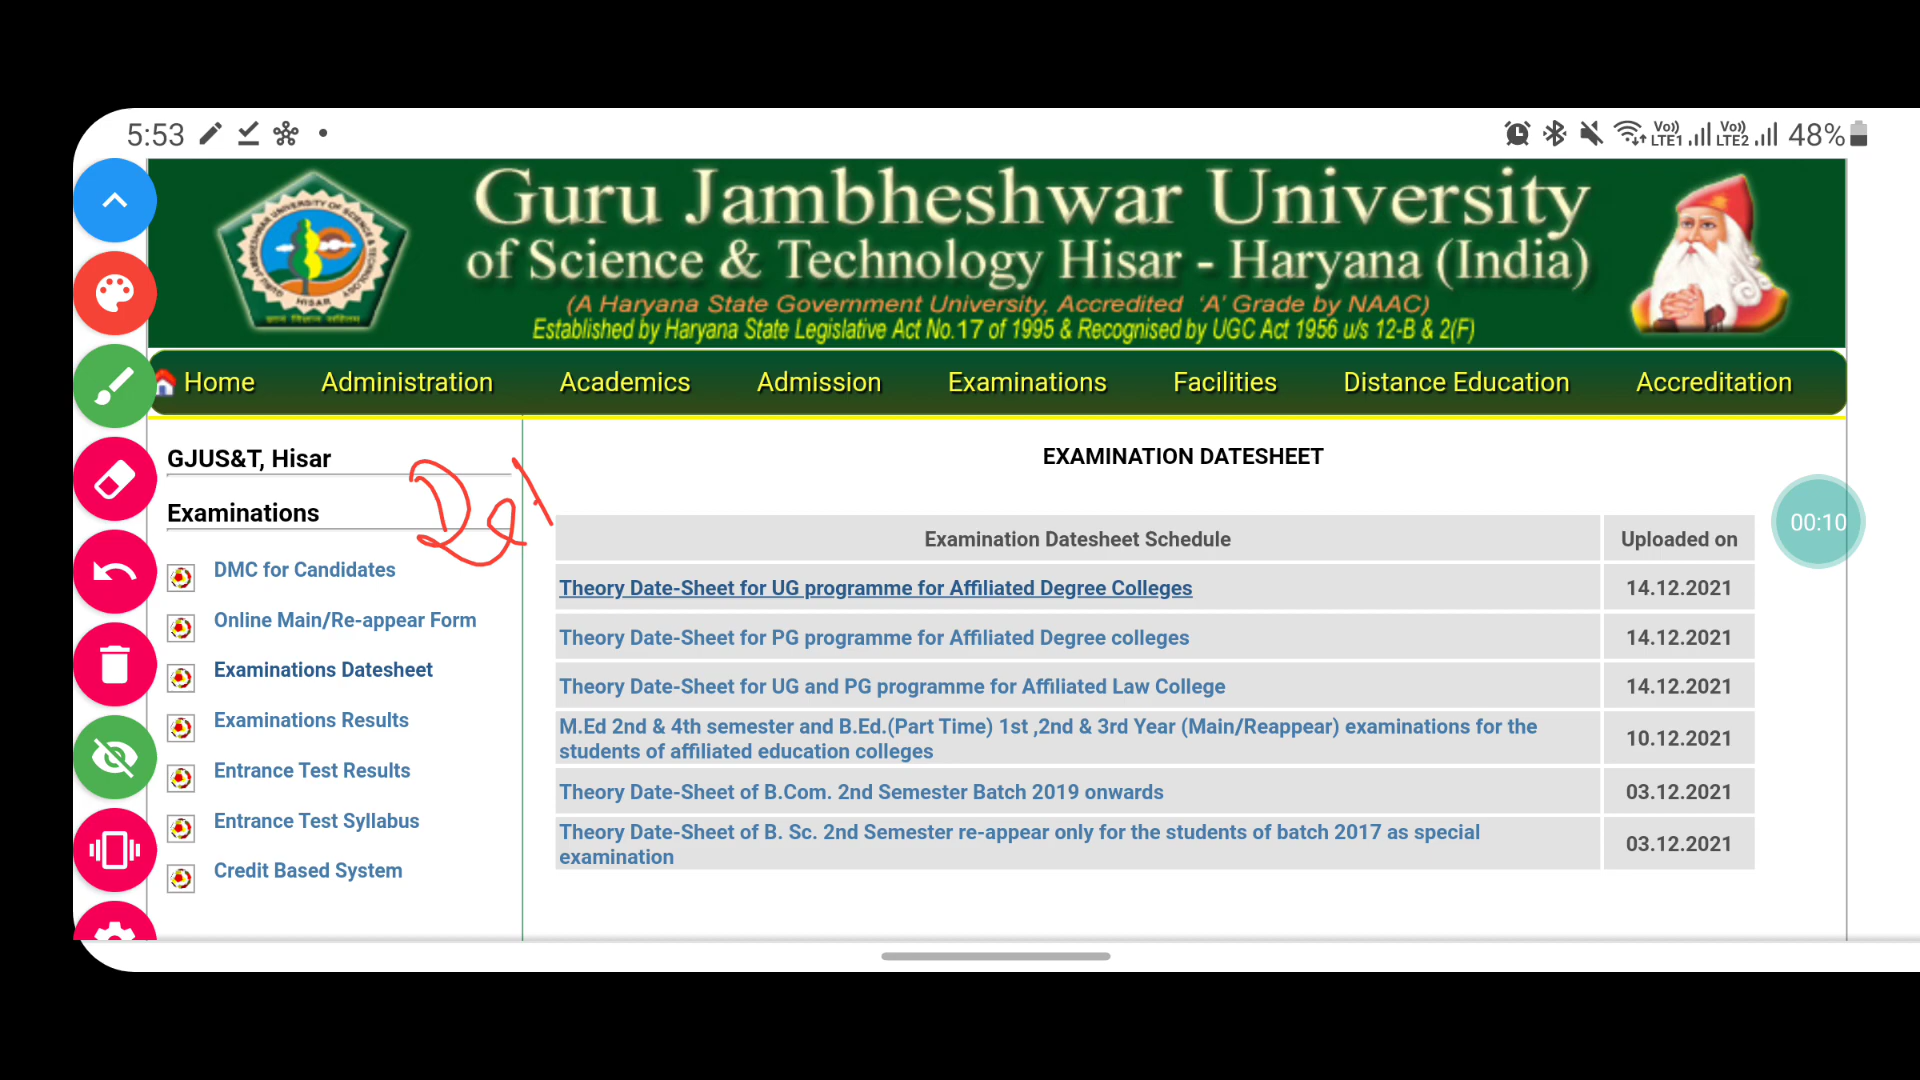 5:53
Vo)) LTE1 Vo)) LTE2 48%
Guru Jambheshwar University
of Science & Technology Hisar - Haryana (India)
(A Haryana State Government University, Accredited 'A' Grade by NAAC)
Established by Haryana State Legislative Act No.17 of 1995 & Recognised by UGC Act 1956 u/s 12-B & 2(F)
HISAR
Home Administration Academics Admission Examinations Facilities Distance Education Accreditation
GJUS&T, Hisar
Examinations
DMC for Candidates
Online Main/Re-appear Form
Examinations Datesheet
Examinations Results
Entrance Test Results
Entrance Test Syllabus
Credit Based System
EXAMINATION DATESHEET
Examination Datesheet Schedule Uploaded on
Theory Date-Sheet for UG programme for Affiliated Degree Colleges 14.12.2021
Theory Date-Sheet for PG programme for Affiliated Degree colleges 14.12.2021
Theory Date-Sheet for UG and PG programme for Affiliated Law College 14.12.2021
M.Ed 2nd & 4th semester and B.Ed.(Part Time) 1st ,2nd & 3rd Year (Main/Reappear) examinations for the
students of affiliated education colleges 10.12.2021
Theory Date-Sheet of B.Com. 2nd Semester Batch 2019 onwards 03.12.2021
Theory Date-Sheet of B. Sc. 2nd Semester re-appear only for the students of batch 2017 as special
examination 03.12.2021
00:10